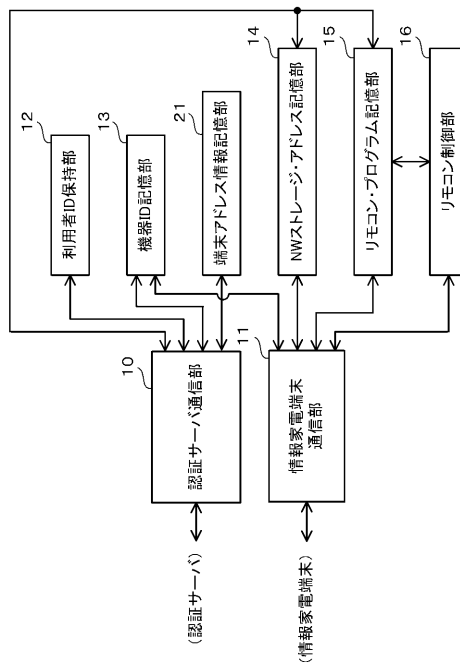 12
利用者ID保持部
13
機器ID記憶部
21
端末アドレス情報記憶部
14
NWストレージ・アドレス記憶部
15
リモコン・プログラム記憶部
16
リモコン制御部
10
認証サーバ通信部
11
情報家電端末
通信部
(認証サーバ)
(情報家電端末)